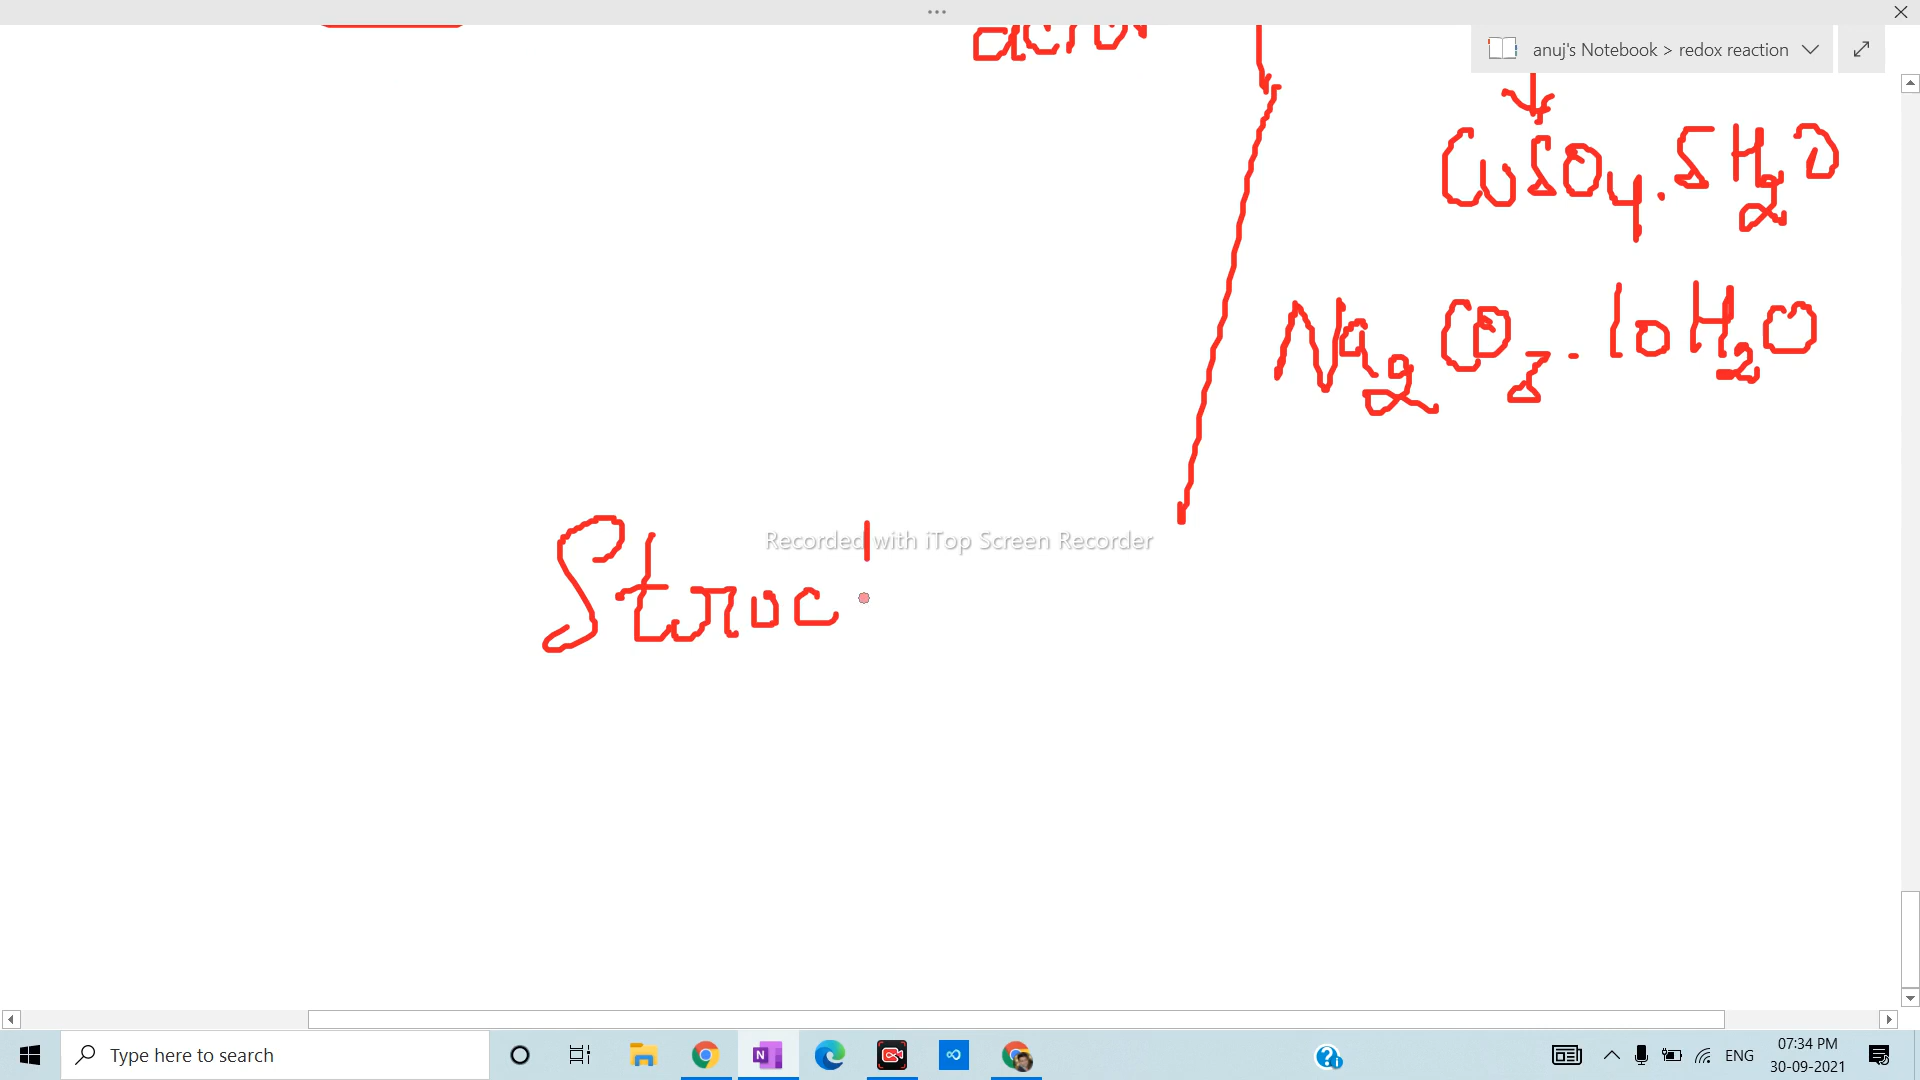 anuj's Notebook > redox reaction
CuSO4.5H2O
Na2CO3.10H2O
Recorded with iTop Screen Recorder
Struc
Type here to search
ENG
07:34 PM
30-09-2021